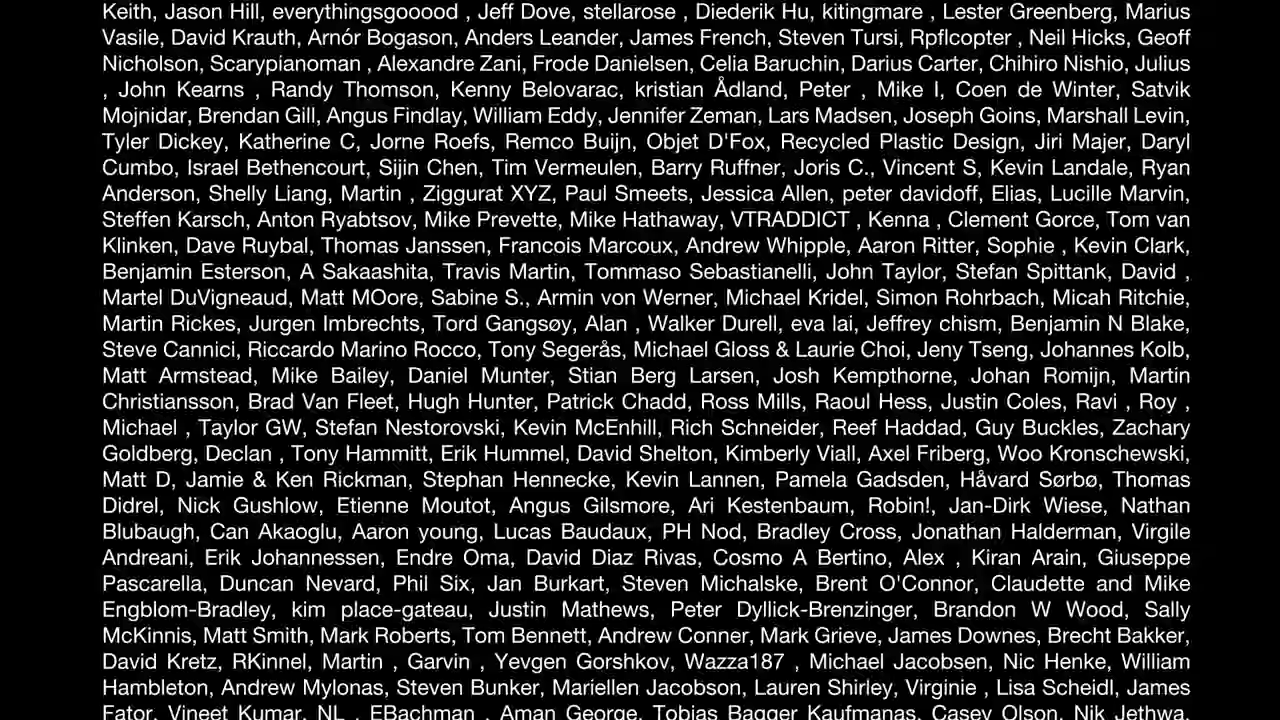 Keith, Jason Hill, everythingsgooood , Jeff Dove, stellarose , Diederik Hu, kitingmare , Lester Greenberg, Marius
Vasile, David Krauth, Arnór Bogason, Anders Leander, James French, Steven Tursi, Rpflcopter , Neil Hicks, Geoff
Nicholson, Scarypianoman , Alexandre Zani, Frode Danielsen, Celia Baruchin, Darius Carter, Chihiro Nishio, Julius
, John Kearns , Randy Thomson, Kenny Belovarac, kristian Ådland, Peter , Mike I, Coen de Winter, Satvik
Mojnidar, Brendan Gill, Angus Findlay, William Eddy, Jennifer Zeman, Lars Madsen, Joseph Goins, Marshall Levin,
Tyler Dickey, Katherine C, Jorne Roefs, Remco Buijn, Objet D'Fox, Recycled Plastic Design, Jiri Majer, Daryl
Cumbo, Israel Bethencourt, Sijin Chen, Tim Vermeulen, Barry Ruffner, Joris C., Vincent S, Kevin Landale, Ryan
Anderson, Shelly Liang, Martin , Ziggurat XYZ, Paul Smeets, Jessica Allen, peter davidoff, Elias, Lucille Marvin,
Steffen Karsch, Anton Ryabtsov, Mike Prevette, Mike Hathaway, VTRADDICT , Kenna , Clement Gorce, Tom van
Klinken, Dave Ruybal, Thomas Janssen, Francois Marcoux, Andrew Whipple, Aaron Ritter, Sophie , Kevin Clark,
Benjamin Esterson, A Sakaashita, Travis Martin, Tommaso Sebastianelli, John Taylor, Stefan Spittank, David ,
Martel DuVigneaud, Matt MOore, Sabine S., Armin von Werner, Michael Kridel, Simon Rohrbach, Micah Ritchie,
Martin Rickes, Jurgen Imbrechts, Tord Gangsøy, Alan , Walker Durell, eva lai, Jeffrey chism, Benjamin N Blake,
Steve Cannici, Riccardo Marino Rocco, Tony Segerås, Michael Gloss & Laurie Choi, Jeny Tseng, Johannes Kolb,
Matt Armstead, Mike Bailey, Daniel Munter, Stian Berg Larsen, Josh Kempthorne, Johan Romijn, Martin
Christiansson, Brad Van Fleet, Hugh Hunter, Patrick Chadd, Ross Mills, Raoul Hess, Justin Coles, Ravi , Roy ,
Michael , Taylor GW, Stefan Nestorovski, Kevin McEnhill, Rich Schneider, Reef Haddad, Guy Buckles, Zachary
Goldberg, Declan , Tony Hammitt, Erik Hummel, David Shelton, Kimberly Viall, Axel Friberg, Woo Kronschewski,
Matt D, Jamie & Ken Rickman, Stephan Hennecke, Kevin Lannen, Pamela Gadsden, Håvard Sørbø, Thomas
Didrel, Nick Gushlow, Etienne Moutot, Angus Gilsmore, Ari Kestenbaum, Robin!, Jan-Dirk Wiese, Nathan
Blubaugh, Can Akaoglu, Aaron young, Lucas Baudaux, PH Nod, Bradley Cross, Jonathan Halderman, Virgile
Andreani, Erik Johannessen, Endre Oma, David Diaz Rivas, Cosmo A Bertino, Alex , Kiran Arain, Giuseppe
Pascarella, Duncan Nevard, Phil Six, Jan Burkart, Steven Michalske, Brent O'Connor, Claudette and Mike
Engblom-Bradley, kim place-gateau, Justin Mathews, Peter Dyllick-Brenzinger, Brandon W Wood, Sally
McKinnis, Matt Smith, Mark Roberts, Tom Bennett, Andrew Conner, Mark Grieve, James Downes, Brecht Bakker,
David Kretz, RKinnel, Martin , Garvin , Yevgen Gorshkov, Wazza187 , Michael Jacobsen, Nic Henke, William
Hambleton, Andrew Mylonas, Steven Bunker, Mariellen Jacobson, Lauren Shirley, Virginie , Lisa Scheidl, James
Fator, Vineet Kumar, NL , EBachman , Aman George, Tobias Bagger Kaufmanas, Casey Olson, Nik Jethwa,